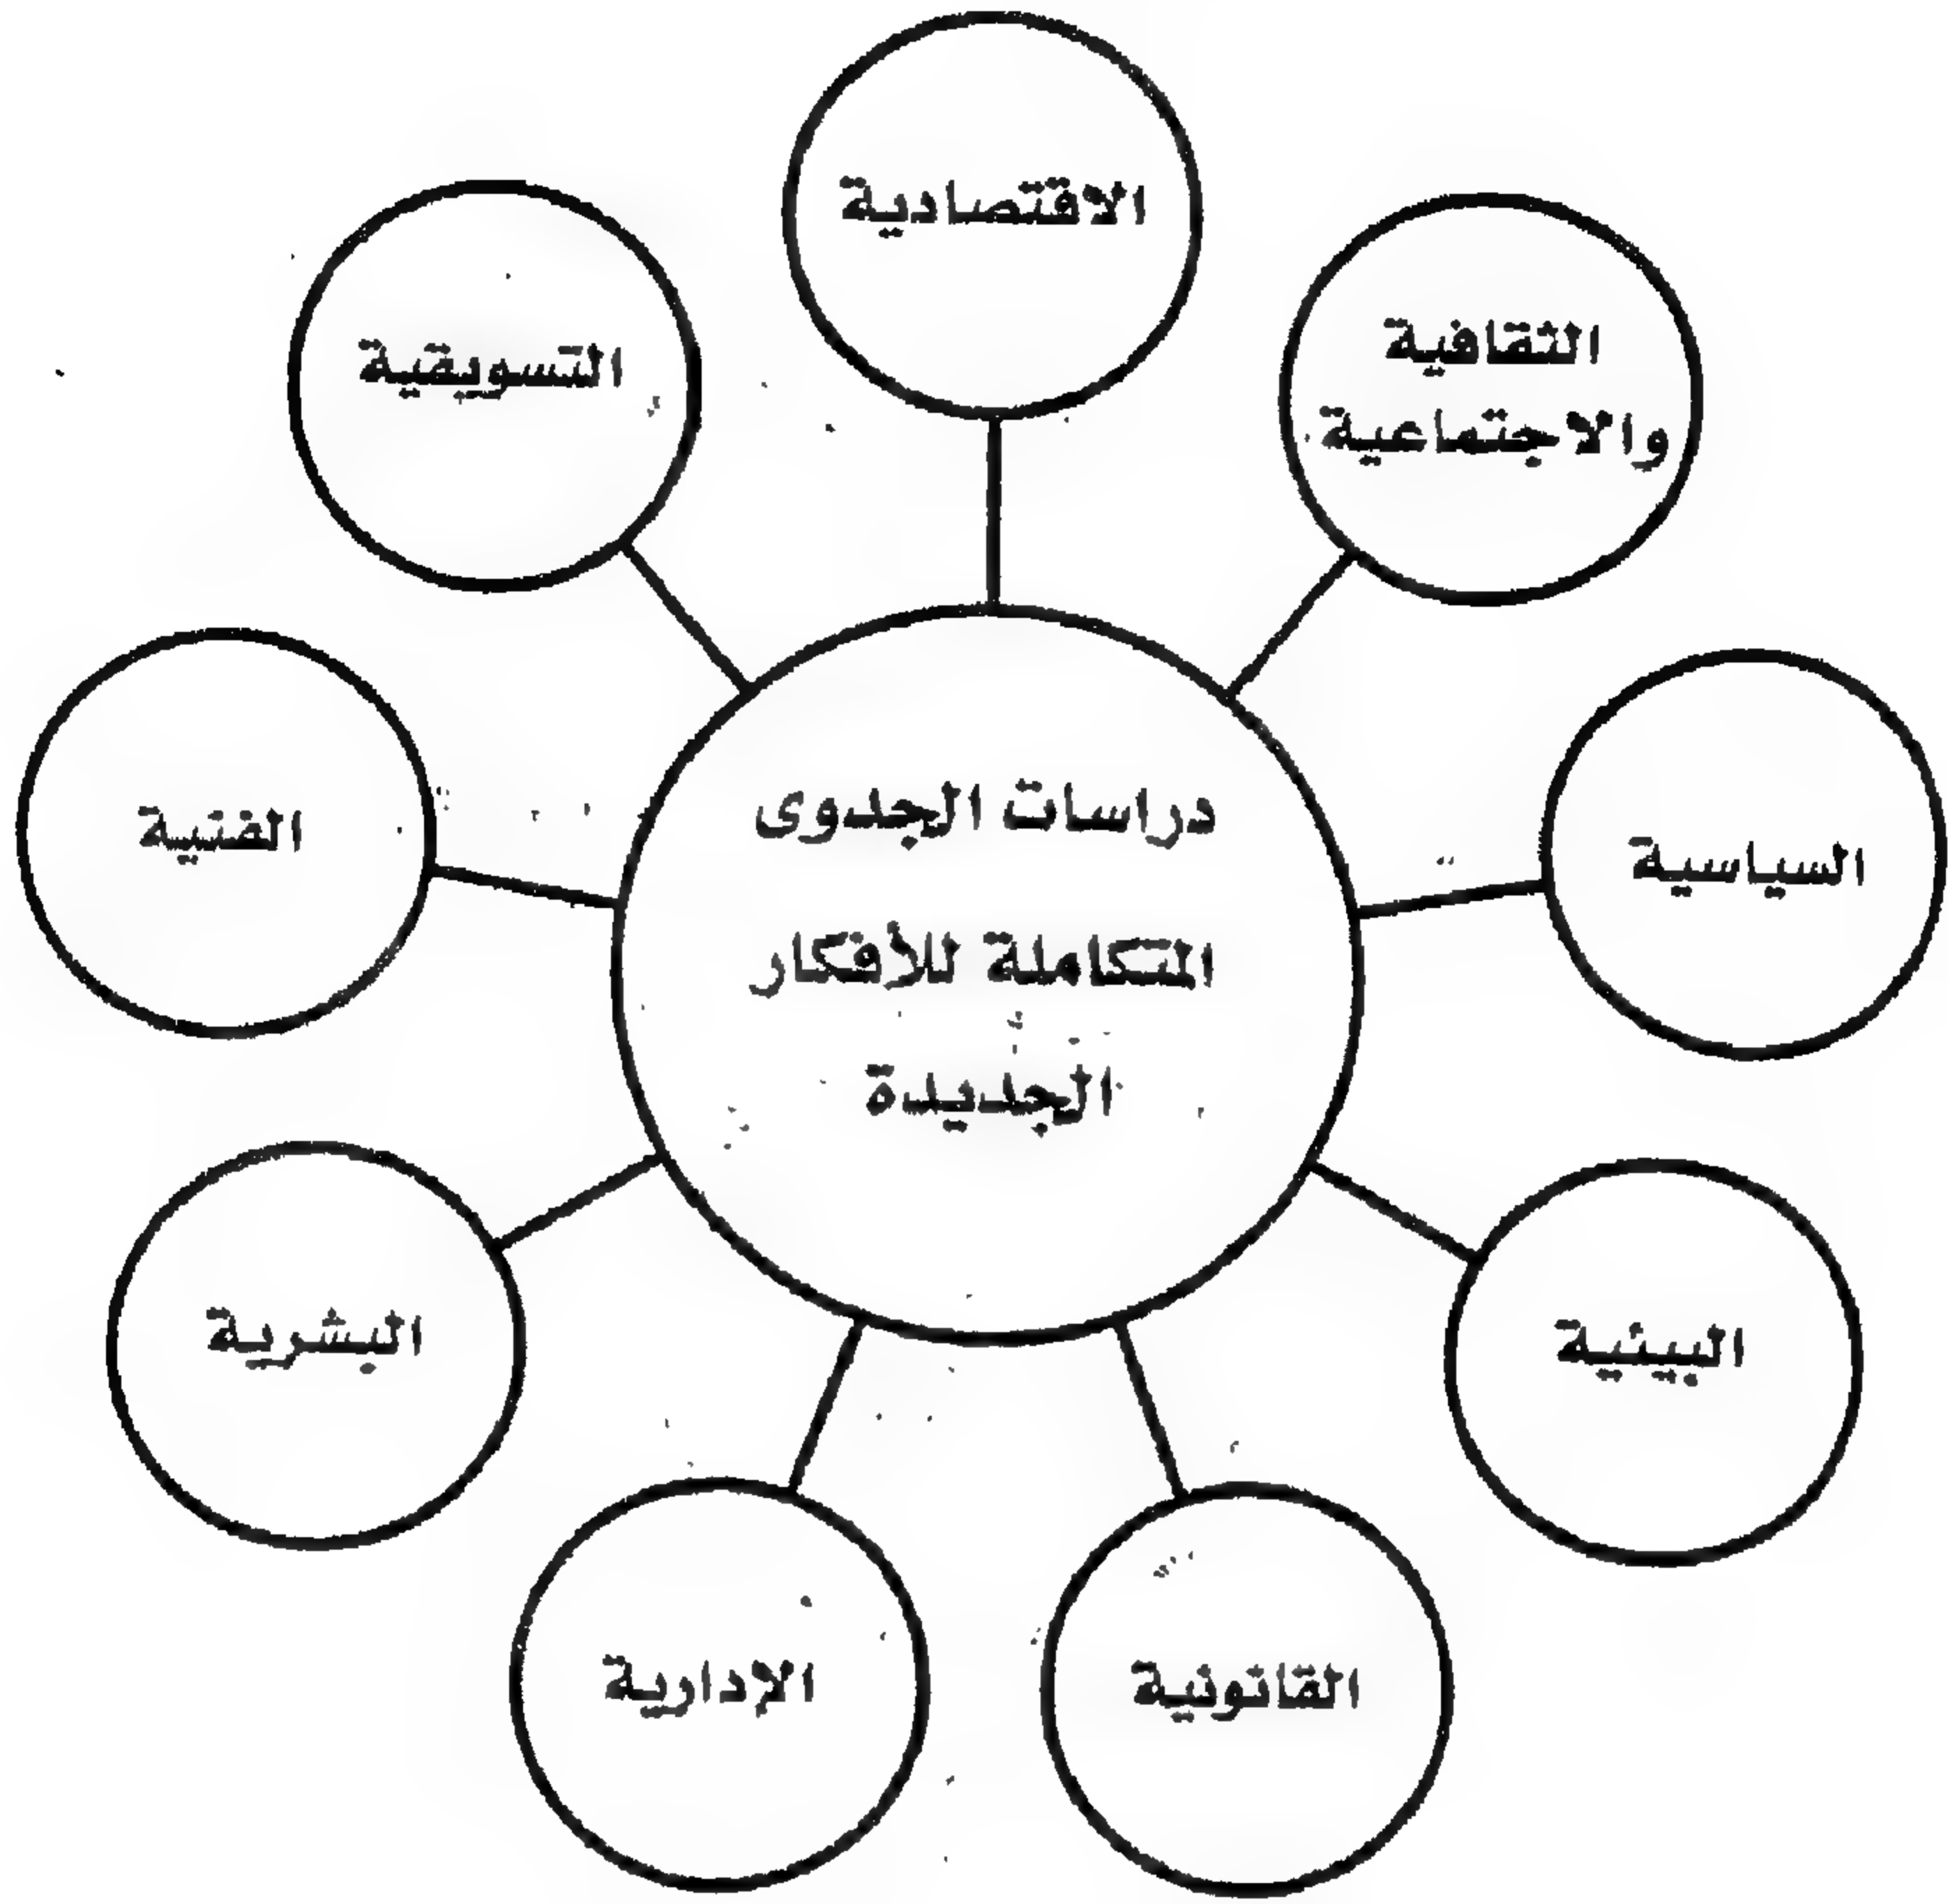 الاقتصادية
الثقافية
والاجتماعية
التسويقية
السياسية
الفنية
دراسات الجدوى
المتكاملة للأفكار
الجديدة
البيئية
البشرية
القانونية
الإدارية